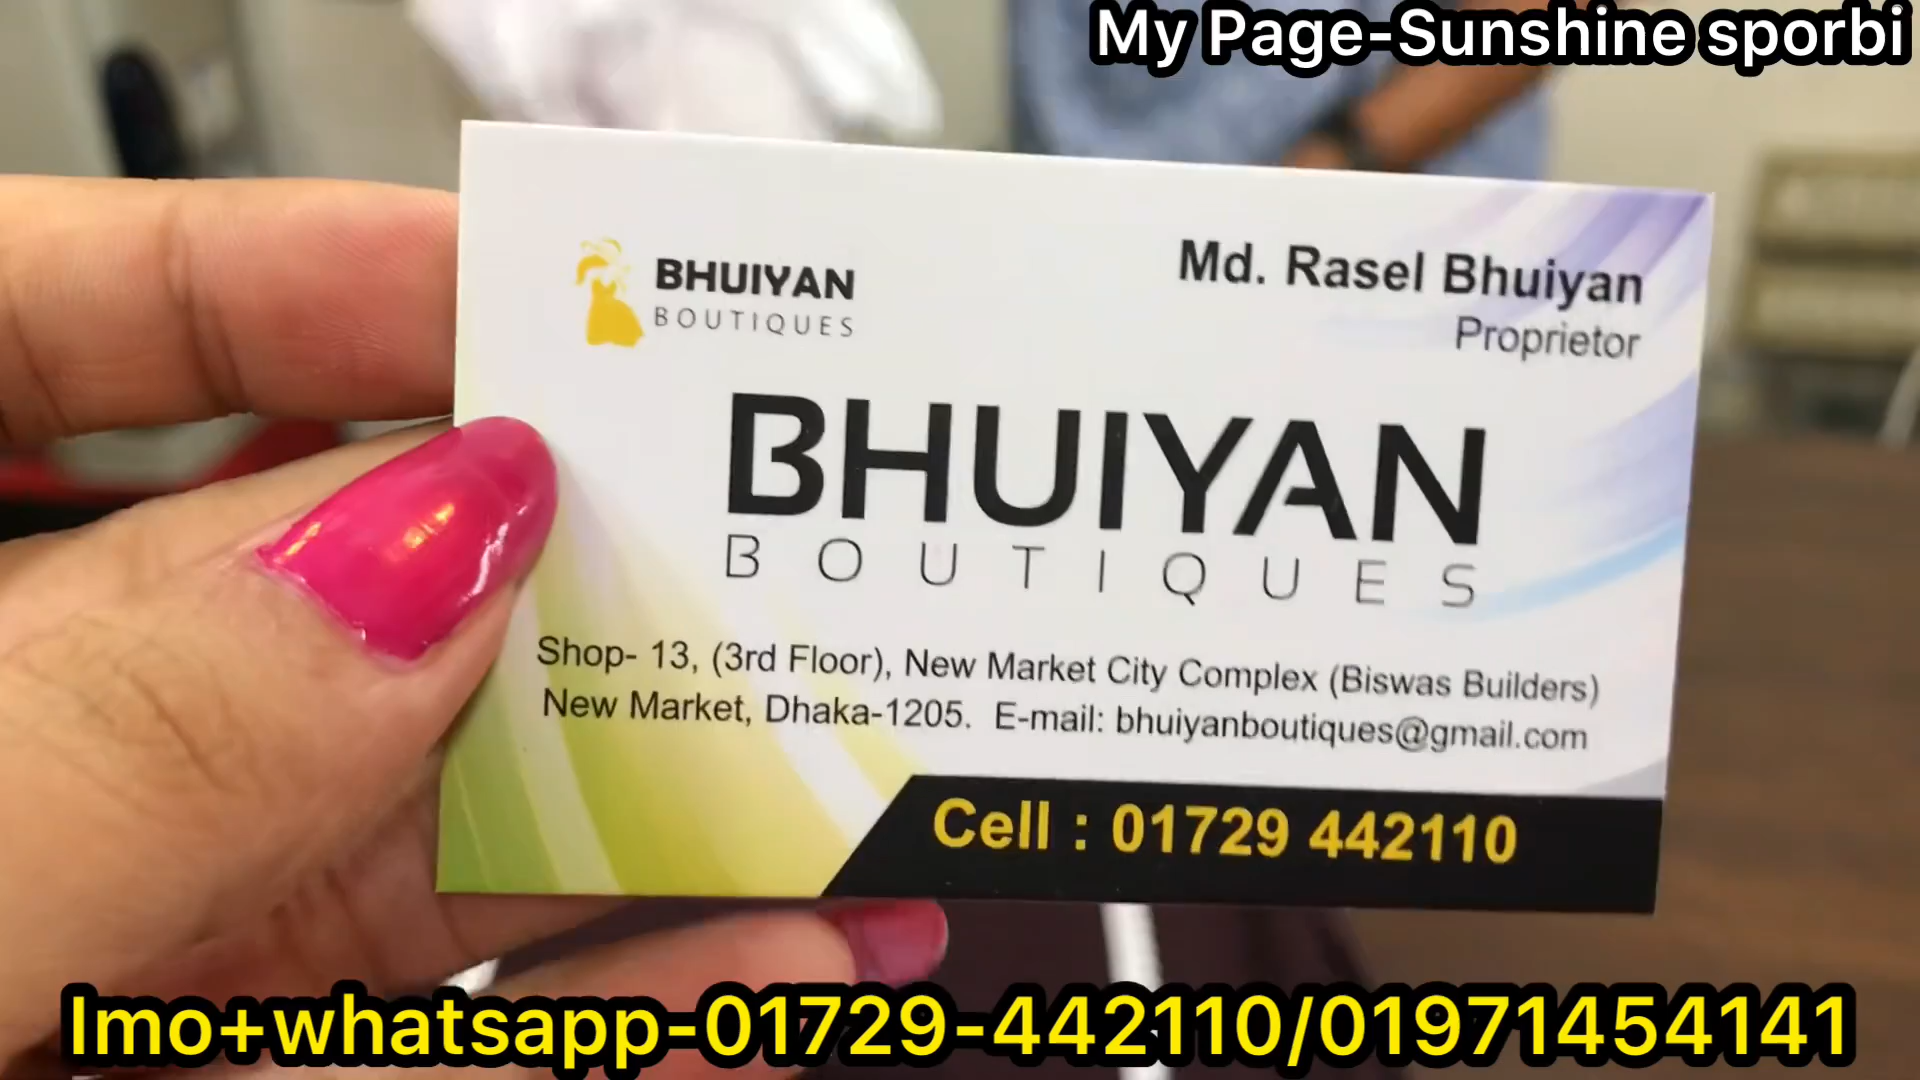 My Page-Sunshine sporbi
BHUIYAN
BOUTIQUES
Md. Rasel Bhuiyan
Proprietor
BHUIYAN
BOUTIQUES
Shop- 13, (3rd Floor), New Market City Complex (Biswas Builders)
New Market, Dhaka-1205. E-mail: bhuiyanboutiques@gmail.com
Cell : 01729 442110
Imo+whatsapp-01729-442110/01971454141